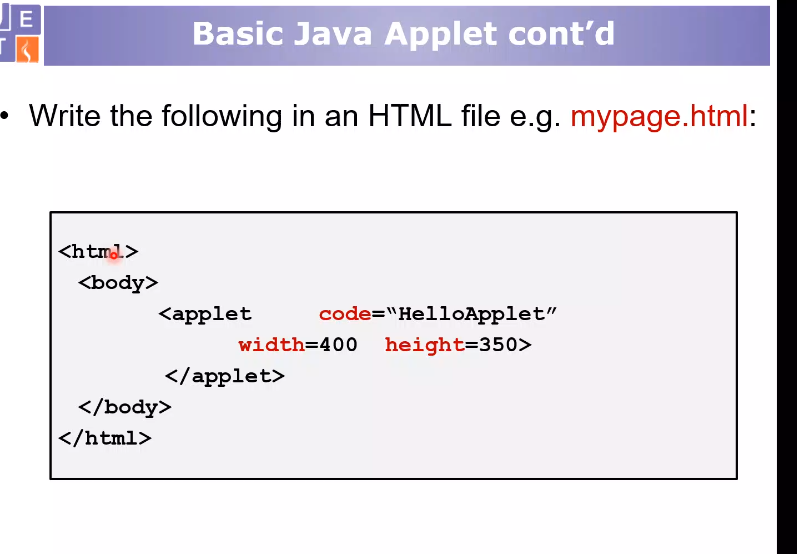 U E
T
Basic Java Applet cont’d
• Write the following in an HTML file e.g. mypage.html:
<html>
<body>
<applet code=“HelloApplet”
width=400 height=350>
</applet>
</body>
</html>